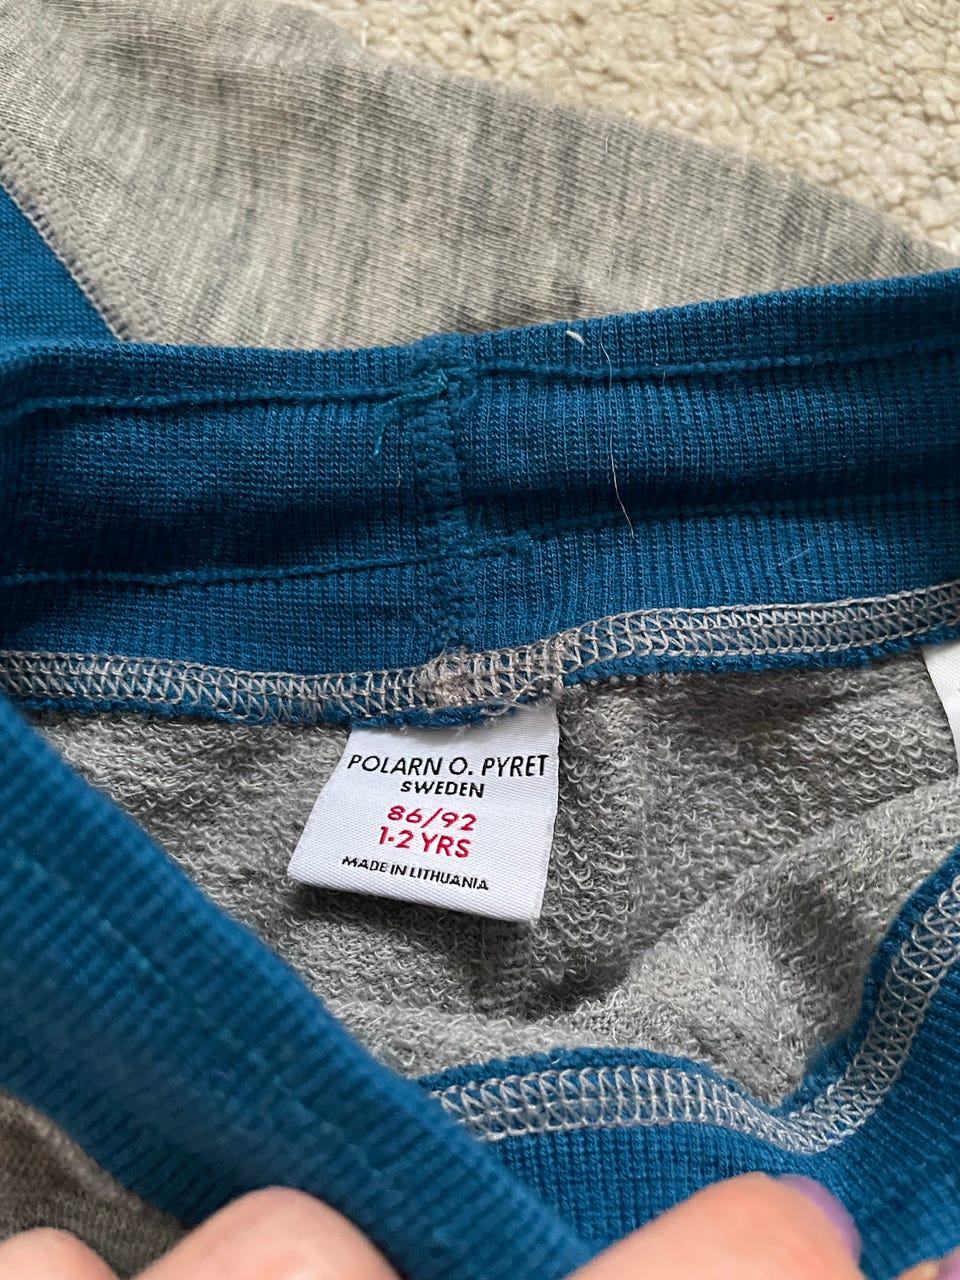 POLARN O. PYRET
SWEDEN
86/92
1-2 YRS
MADE IN LITHUANIA